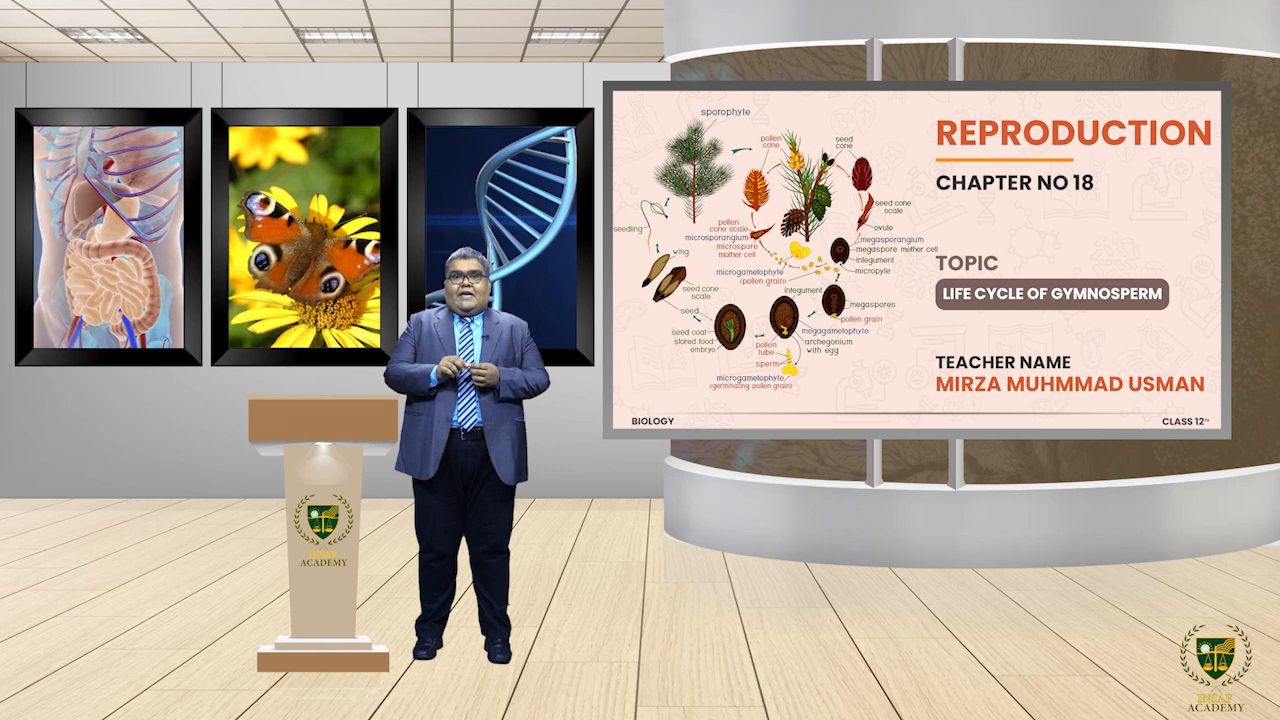 sporophyte
pollen
cone
seed
cone
seed cone
scale
ovule
seedling
pollen
cone scale
microsporangium
microspore
mother cell
megasporangium
megaspore mother cell
integument
micropyle
wing
microgametophyte
(pollen grain)
seed cone
scale
integument
megaspores
pollen grain
seed
seed coat
stored food
embryo
megagametophyte
archegonium
with egg
pollen
tube
sperm
microgametophyte
(germinating pollen grain)
REPRODUCTION
CHAPTER NO 18
TOPIC
LIFE CYCLE OF GYMNOSPERM
TEACHER NAME
MIRZA MUHMMAD USMAN
BIOLOGY
CLASS 12TH
INSAF
ACADEMY
INSAF
ACADEMY